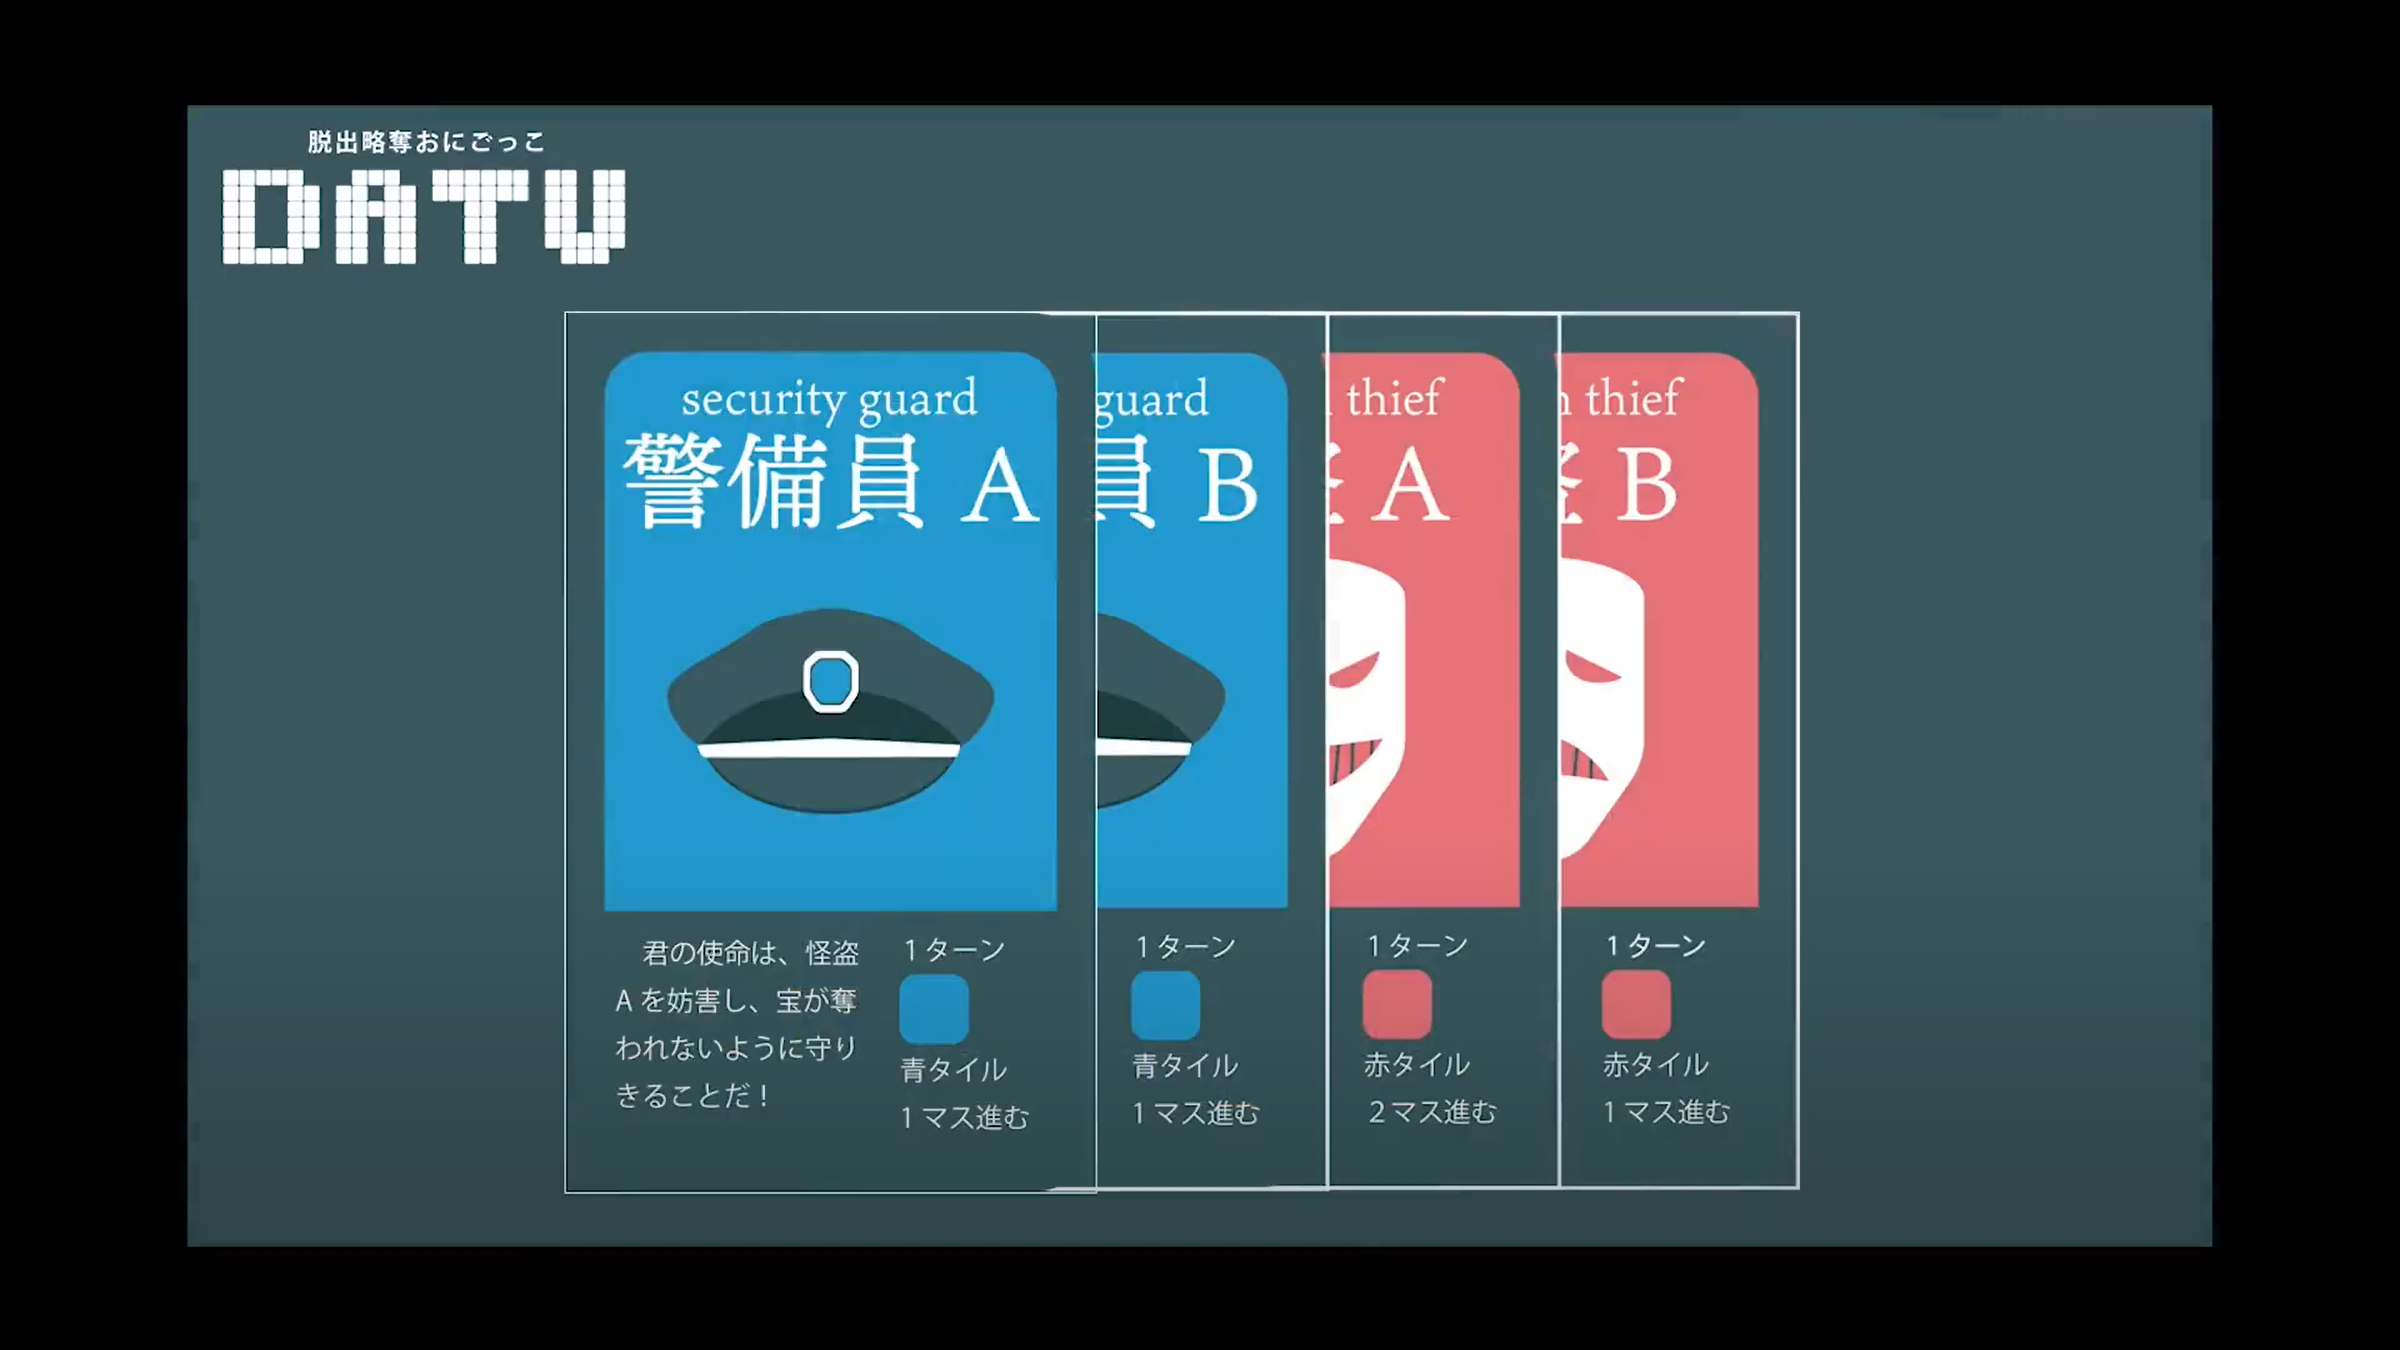 脱出略奪おにごっこ
DATU
security guard
警備員 A
君の使命は、怪盗
A を妨害し、宝が奪
われないように守り
きることだ！
1 ターン
青タイル
1 マス進む
guard
員 B
1 ターン
青タイル
1 マス進む
thief
A
1 ターン
赤タイル
2 マス進む
thief
B
1 ターン
赤タイル
1 マス進む